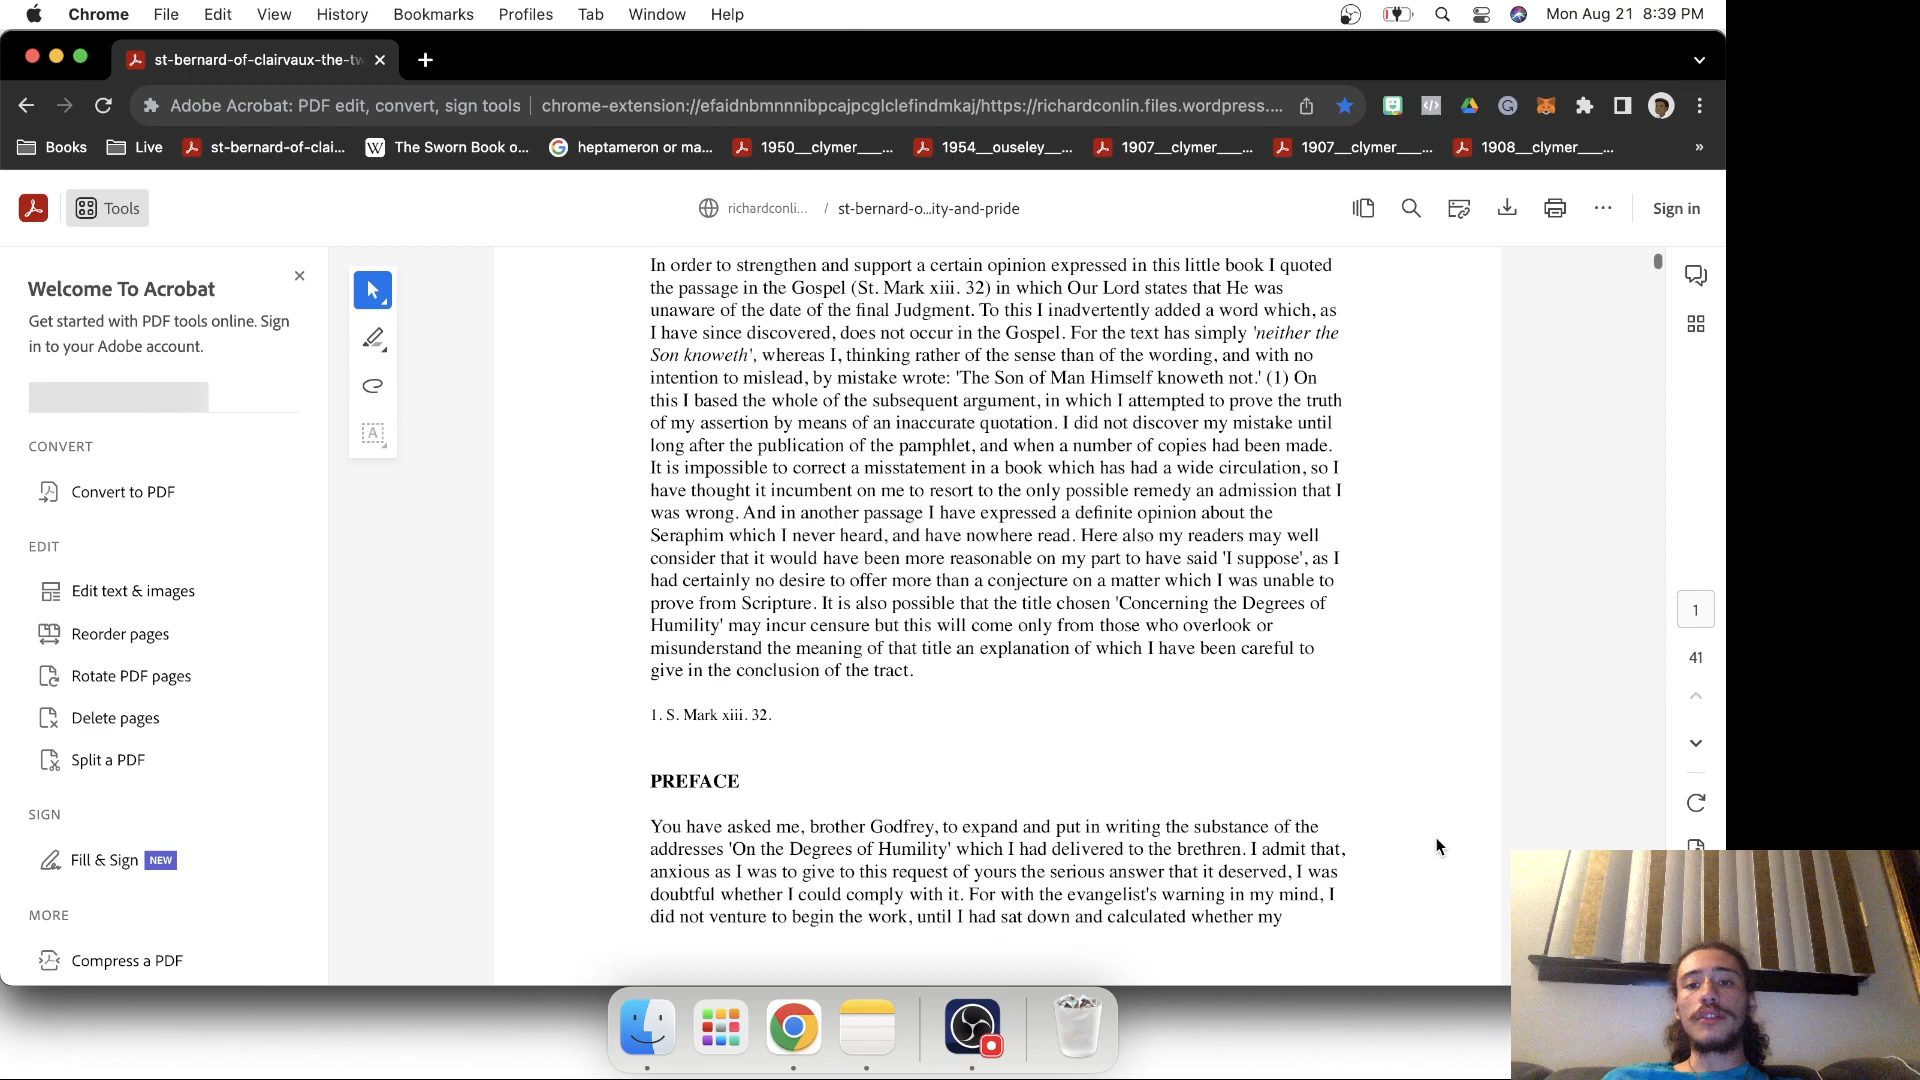 Chrome File Edit View History Bookmarks Profiles Tab Window Help Mon Aug 21 8:39 PM
st-bernard-of-clairvaux-the-tw
Adobe Acrobat: PDF edit, convert, sign tools chrome-extension://efaidnbmnnnibpcajpcglclefindmkaj/https://richardconlin.files.wordpress....
Books Live st-bernard-of-clai... The Sworn Book o... heptameron or ma... 1950__clymer____... 1954__ouseley___... 1907__clymer____... 1907__clymer____... 1908__clymer____... »
Tools richardconli... / st-bernard-o...ity-and-pride Sign in
Welcome To Acrobat
Get started with PDF tools online. Sign
in to your Adobe account.
CONVERT
Convert to PDF
EDIT
Edit text & images
Reorder pages
Rotate PDF pages
Delete pages
Split a PDF
SIGN
Fill & Sign NEW
MORE
Compress a PDF
A
In order to strengthen and support a certain opinion expressed in this little book I quoted
the passage in the Gospel (St. Mark xiii. 32) in which Our Lord states that He was
unaware of the date of the final Judgment. To this I inadvertently added a word which, as
I have since discovered, does not occur in the Gospel. For the text has simply 'neither the
Son knoweth', whereas I, thinking rather of the sense than of the wording, and with no
intention to mislead, by mistake wrote: 'The Son of Man Himself knoweth not.' (1) On
this I based the whole of the subsequent argument, in which I attempted to prove the truth
of my assertion by means of an inaccurate quotation. I did not discover my mistake until
long after the publication of the pamphlet, and when a number of copies had been made.
It is impossible to correct a misstatement in a book which has had a wide circulation, so I
have thought it incumbent on me to resort to the only possible remedy an admission that I
was wrong. And in another passage I have expressed a definite opinion about the
Seraphim which I never heard, and have nowhere read. Here also my readers may well
consider that it would have been more reasonable on my part to have said 'I suppose', as I
had certainly no desire to offer more than a conjecture on a matter which I was unable to
prove from Scripture. It is also possible that the title chosen 'Concerning the Degrees of
Humility' may incur censure but this will come only from those who overlook or
misunderstand the meaning of that title an explanation of which I have been careful to
give in the conclusion of the tract.
1. S. Mark xiii. 32.
PREFACE
You have asked me, brother Godfrey, to expand and put in writing the substance of the
addresses 'On the Degrees of Humility' which I had delivered to the brethren. I admit that,
anxious as I was to give to this request of yours the serious answer that it deserved, I was
doubtful whether I could comply with it. For with the evangelist's warning in my mind, I
did not venture to begin the work, until I had sat down and calculated whether my
1
41